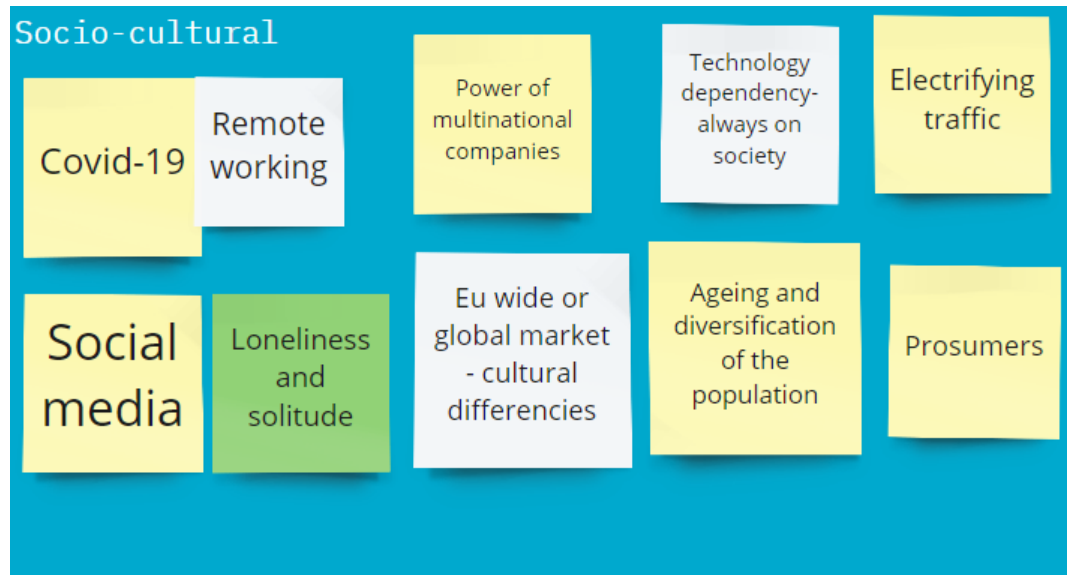 Socio-cultural
Covid-19
Remote
working
Power of
multinational
companies
Technology
dependency-
always on
society
Electrifying
traffic
Social
media
Loneliness
and
solitude
Eu wide or
global market
- cultural
differencies
Ageing and
diversification
of the
population
Prosumers